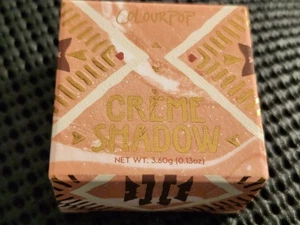 COLOURPOP
CRÈME
SHADOW
NET WT. 3.60g (0.13oz)